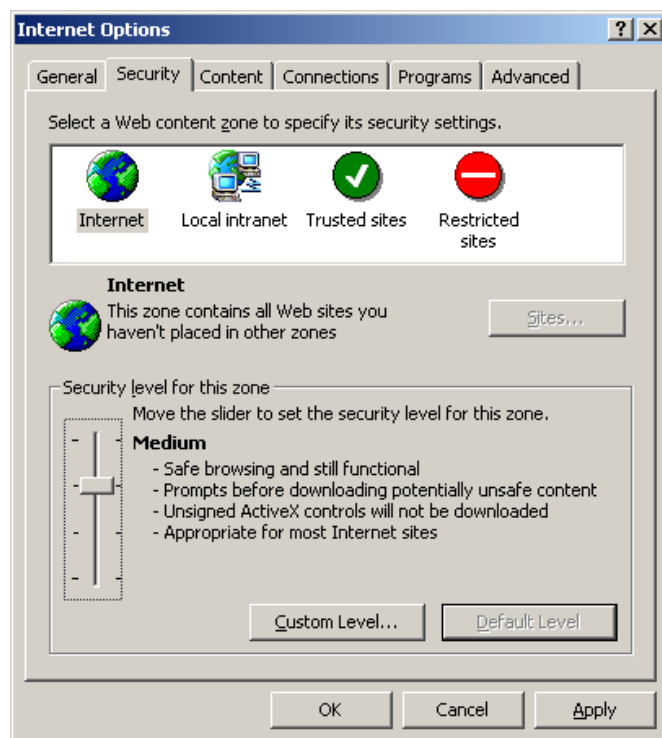 Internet Options
General Security Content Connections Programs Advanced
Select a Web content zone to specify its security settings.
Internet Local intranet Trusted sites Restricted
sites
Internet
This zone contains all Web sites you
haven't placed in other zones
Sites...
Security level for this zone
Move the slider to set the security level for this zone.
Medium
- Safe browsing and still functional
- Prompts before downloading potentially unsafe content
- Unsigned ActiveX controls will not be downloaded
- Appropriate for most Internet sites
Custom Level... Default Level
OK Cancel Apply